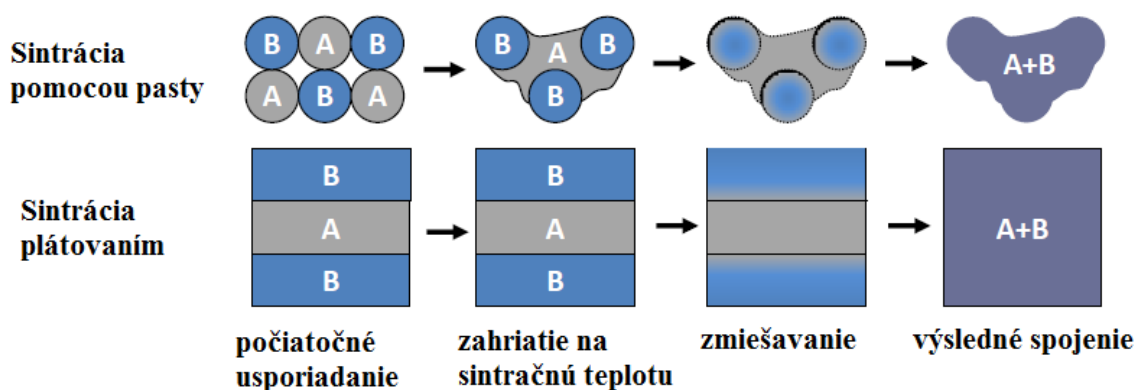 Sintrácia
pomocou pasty
B A B
A B A
B A B
B
A+B
Sintrácia
plátovaním
B
A
B
B
A
B
A+B
počiatočné
usporiadanie
zahriatie na
sintračnú teplotu
zmiešavanie
výsledné spojenie